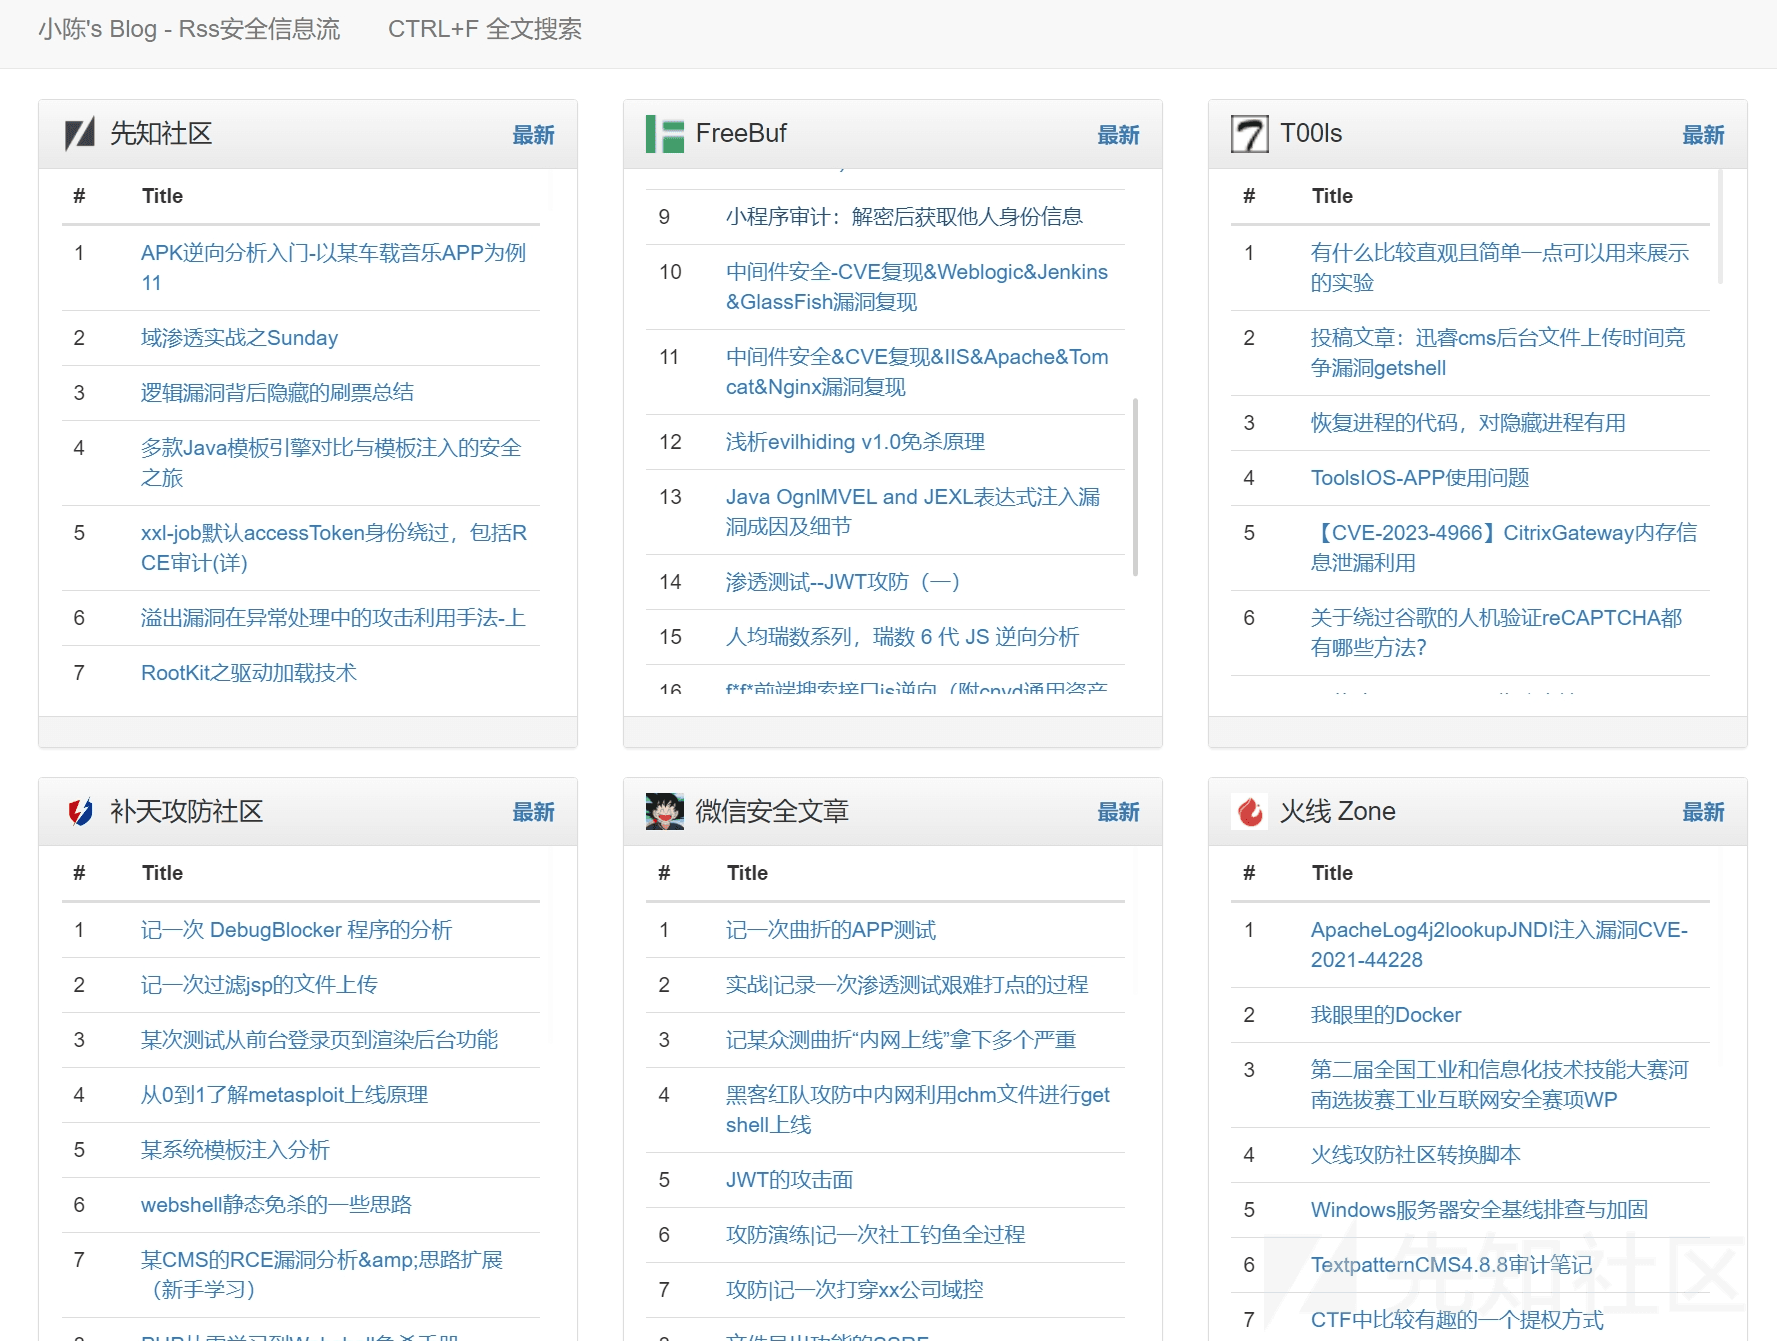 小陈's Blog - Rss安全信息流 CTRL+F 全文搜索
先知社区 最新
# Title
1 APK逆向分析入门-以某车载音乐APP为例
11
2 域渗透实战之Sunday
3 逻辑漏洞背后隐藏的刷票总结
4 多款Java模板引擎对比与模板注入的安全
之旅
5 xxl-job默认accessToken身份绕过，包括R
CE审计(详)
6 溢出漏洞在异常处理中的攻击利用手法-上
7 RootKit之驱动加载技术
FreeBuf 最新
9 小程序审计：解密后获取他人身份信息
10 中间件安全-CVE复现&Weblogic&Jenkins
&GlassFish漏洞复现
11 中间件安全&CVE复现&IIS&Apache&Tom
cat&Nginx漏洞复现
12 浅析evilhiding v1.0免杀原理
13 Java OgnlMVEL and JEXL表达式注入漏
洞成因及细节
14 渗透测试--JWT攻防（一）
15 人均瑞数系列，瑞数 6 代 JS 逆向分析
16 f*f*前端搜索接口js逆向（附cnvd通用资产
T00ls 最新
# Title
1 有什么比较直观且简单一点可以用来展示
的实验
2 投稿文章：迅睿cms后台文件上传时间竞
争漏洞getshell
3 恢复进程的代码，对隐藏进程有用
4 ToolsIOS-APP使用问题
5 【CVE-2023-4966】CitrixGateway内存信
息泄漏利用
6 关于绕过谷歌的人机验证reCAPTCHA都
有哪些方法?
补天攻防社区 最新
# Title
1 记一次 DebugBlocker 程序的分析
2 记一次过滤jsp的文件上传
3 某次测试从前台登录页到渲染后台功能
4 从0到1了解metasploit上线原理
5 某系统模板注入分析
6 webshell静态免杀的一些思路
7 某CMS的RCE漏洞分析&amp;思路扩展
（新手学习）
微信安全文章 最新
# Title
1 记一次曲折的APP测试
2 实战|记录一次渗透测试艰难打点的过程
3 记某众测曲折“内网上线”拿下多个严重
4 黑客红队攻防中内网利用chm文件进行get
shell上线
5 JWT的攻击面
6 攻防演练|记一次社工钓鱼全过程
7 攻防|记一次打穿xx公司域控
火线 Zone 最新
# Title
1 ApacheLog4j2lookupJNDI注入漏洞CVE-
2021-44228
2 我眼里的Docker
3 第二届全国工业和信息化技术技能大赛河
南选拔赛工业互联网安全赛项WP
4 火线攻防社区转换脚本
5 Windows服务器安全基线排查与加固
6 TextpatternCMS4.8.8审计笔记
7 CTF中比较有趣的一个提权方式
先知社区